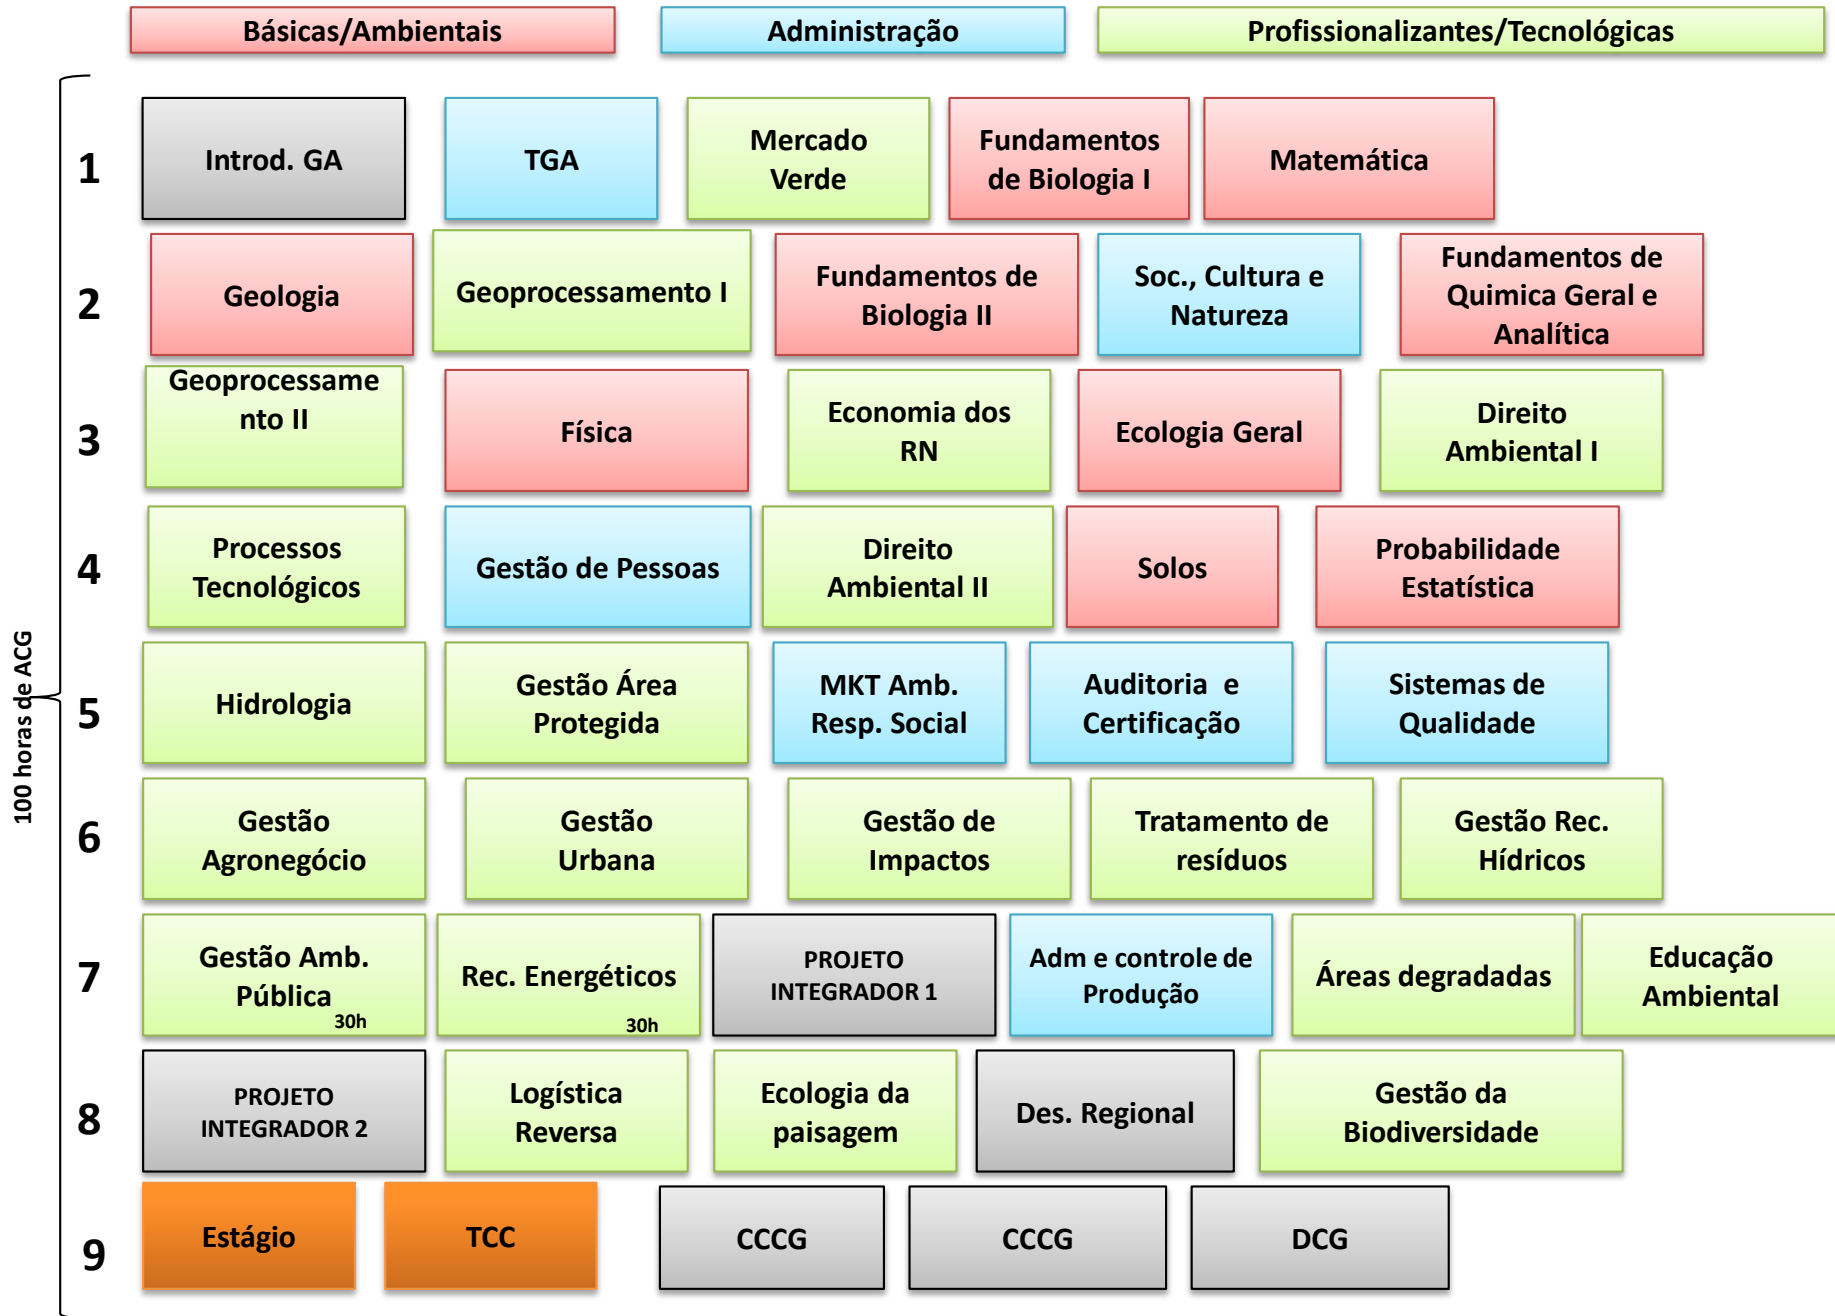 Básicas/Ambientais
Administração
Profissionalizantes/Tecnológicas
100 horas de ACG
1
Introd. GA
TGA
Mercado
Verde
Fundamentos
de Biologia I
Matemática
2
Geologia
Geoprocessamento I
Fundamentos de
Biologia II
Soc., Cultura e
Natureza
Fundamentos de
Quimica Geral e
Analítica
3
Geoprocessame
nto II
Física
Economia dos
RN
Ecologia Geral
Direito
Ambiental I
4
Processos
Tecnológicos
Gestão de Pessoas
Direito
Ambiental II
Solos
Probabilidade
Estatística
5
Hidrologia
Gestão Área
Protegida
MKT Amb.
Resp. Social
Auditoria e
Certificação
Sistemas de
Qualidade
6
Gestão
Agronegócio
Gestão
Urbana
Gestão de
Impactos
Tratamento de
resíduos
Gestão Rec.
Hídricos
7
Gestão Amb.
Pública
30h
Rec. Energéticos
30h
PROJETO
INTEGRADOR 1
Adm e controle de
Produção
Áreas degradadas
Educação
Ambiental
8
PROJETO
INTEGRADOR 2
Logística
Reversa
Ecologia da
paisagem
Des. Regional
Gestão da
Biodiversidade
9
Estágio
TCC
CCCG
CCCG
DCG